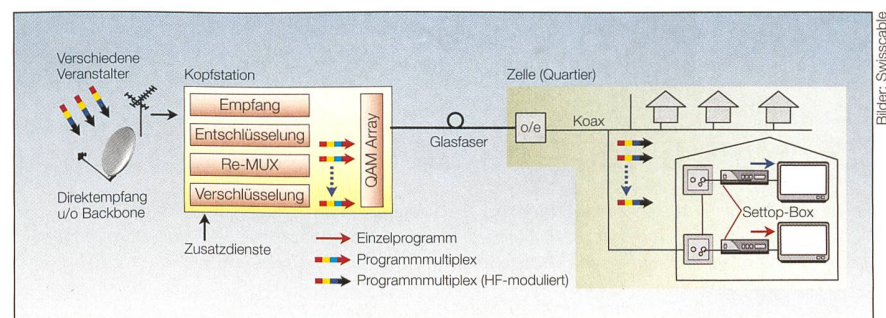 Verschiedene
Veranstalter
Direktempfang
u/o Backbone
Kopfstation
Empfang
Entschlüsselung
Re-MUX
Verschlüsselung
QAM Array
Zusatzdienste
Glasfaser
Zelle (Quartier)
o/e
Koax
Settop-Box
Einzelprogramm
Programmmultiplex
Programmmultiplex (HF-moduliert)
Bilder: Swisscable